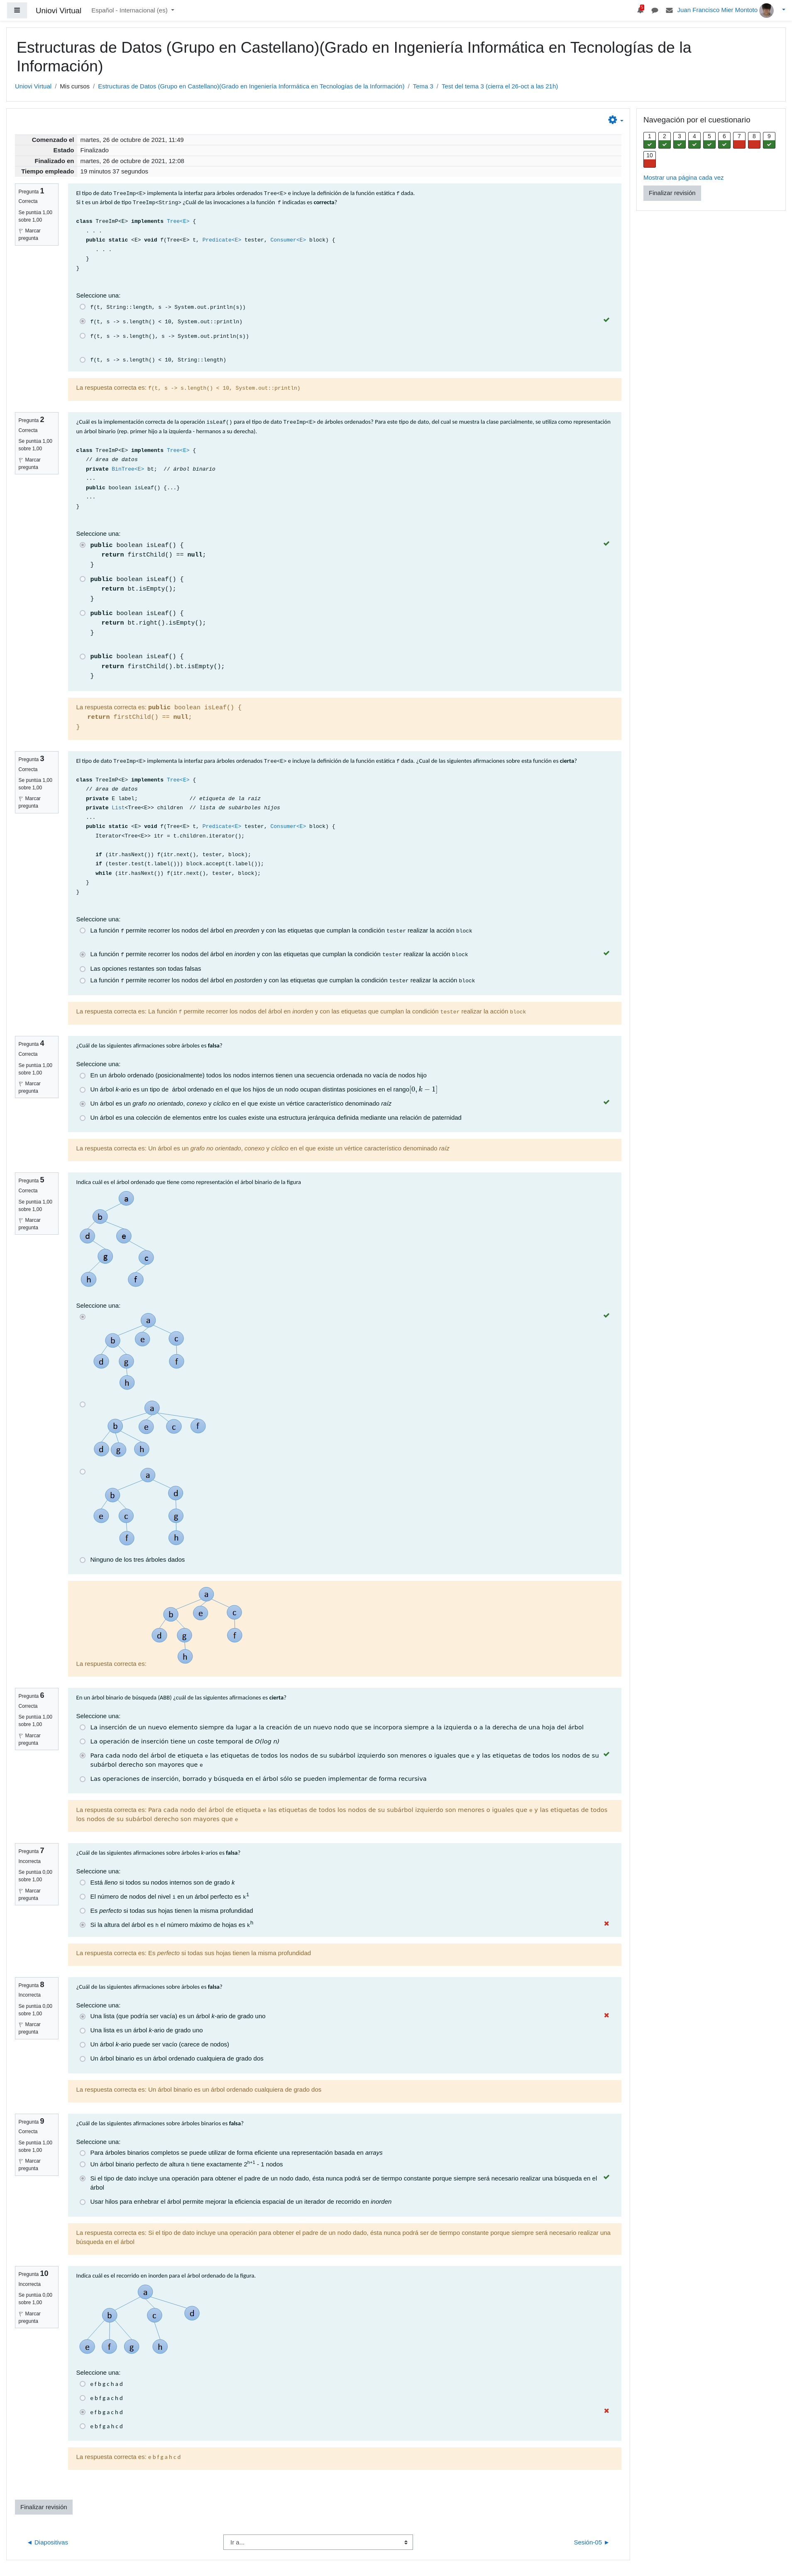 Uniovi Virtual
Español - Internacional (es)
Juan Francisco Mier Montoto
Estructuras de Datos (Grupo en Castellano)(Grado en Ingeniería Informática en Tecnologías de la
Información)
Uniovi Virtual / Mis cursos / Estructuras de Datos (Grupo en Castellano)(Grado en Ingeniería Informática en Tecnologías de la Información) / Tema 3 / Test del tema 3 (cierra el 26-oct a las 21h)
Comenzado el martes, 26 de octubre de 2021, 11:49
Estado Finalizado
Finalizado en martes, 26 de octubre de 2021, 12:08
Tiempo empleado 19 minutos 37 segundos
Navegación por el cuestionario
1 2 3 4 5 6 7 8 9
10
Mostrar una página cada vez
Finalizar revisión
Pregunta 1
Correcta
Se puntúa 1,00
sobre 1,00
Marcar
pregunta
El tipo de dato TreeImp<E> implementa la interfaz para árboles ordenados Tree<E> e incluye la definición de la función estática f dada.
Si t es un árbol de tipo TreeImp<String> ¿Cuál de las invocaciones a la función f indicadas es correcta?
class TreeImP<E> implements Tree<E> {
. . .
public static <E> void f(Tree<E> t, Predicate<E> tester, Consumer<E> block) {
. . .
}
}
Seleccione una:
f(t, String::length, s -> System.out.println(s))
f(t, s -> s.length() < 10, System.out::println)
f(t, s -> s.length(), s -> System.out.println(s))
f(t, s -> s.length() < 10, String::length)
La respuesta correcta es: f(t, s -> s.length() < 10, System.out::println)
Pregunta 2
Correcta
Se puntúa 1,00
sobre 1,00
Marcar
pregunta
¿Cuál es la implementación correcta de la operación isLeaf() para el tipo de dato TreeImp<E> de árboles ordenados? Para este tipo de dato, del cual se muestra la clase parcialmente, se utiliza como representación
un árbol binario (rep. primer hijo a la izquierda - hermanos a su derecha).
class TreeImP<E> implements Tree<E> {
// área de datos
private BinTree<E> bt; // árbol binario
...
public boolean isLeaf() {...}
...
}
Seleccione una:
public boolean isLeaf() {
return firstChild() == null;
}
public boolean isLeaf() {
return bt.isEmpty();
}
public boolean isLeaf() {
return bt.right().isEmpty();
}
public boolean isLeaf() {
return firstChild().bt.isEmpty();
}
La respuesta correcta es: public boolean isLeaf() {
return firstChild() == null;
}
Pregunta 3
Correcta
Se puntúa 1,00
sobre 1,00
Marcar
pregunta
El tipo de dato TreeImp<E> implementa la interfaz para árboles ordenados Tree<E> e incluye la definición de la función estática f dada. ¿Cual de las siguientes afirmaciones sobre esta función es cierta?
class TreeImP<E> implements Tree<E> {
// área de datos
private E label; // etiqueta de la raiz
private List<Tree<E>> children // lista de subárboles hijos
...
public static <E> void f(Tree<E> t, Predicate<E> tester, Consumer<E> block) {
Iterator<Tree<E>> itr = t.children.iterator();
if (itr.hasNext()) f(itr.next(), tester, block);
if (tester.test(t.label())) block.accept(t.label());
while (itr.hasNext()) f(itr.next(), tester, block);
}
}
Seleccione una:
La función f permite recorrer los nodos del árbol en preorden y con las etiquetas que cumplan la condición tester realizar la acción block
La función f permite recorrer los nodos del árbol en inorden y con las etiquetas que cumplan la condición tester realizar la acción block
Las opciones restantes son todas falsas
La función f permite recorrer los nodos del árbol en postorden y con las etiquetas que cumplan la condición tester realizar la acción block
La respuesta correcta es: La función f permite recorrer los nodos del árbol en inorden y con las etiquetas que cumplan la condición tester realizar la acción block
Pregunta 4
Correcta
Se puntúa 1,00
sobre 1,00
Marcar
pregunta
¿Cuál de las siguientes afirmaciones sobre árboles es falsa?
Seleccione una:
En un árbolo ordenado (posicionalmente) todos los nodos internos tienen una secuencia ordenada no vacía de nodos hijo
Un árbol k-ario es un tipo de árbol ordenado en el que los hijos de un nodo ocupan distintas posiciones en el rango[0, k − 1]
Un árbol es un grafo no orientado, conexo y cíclico en el que existe un vértice característico denominado raíz
Un árbol es una colección de elementos entre los cuales existe una estructura jerárquica definida mediante una relación de paternidad
La respuesta correcta es: Un árbol es un grafo no orientado, conexo y cíclico en el que existe un vértice característico denominado raíz
Pregunta 5
Correcta
Se puntúa 1,00
sobre 1,00
Marcar
pregunta
Indica cuál es el árbol ordenado que tiene como representación el árbol binario de la figura
a
b
d e
g c
h f
Seleccione una:
a
b e c
d g f
h
a
b e c f
d g h
a
b d
e c g
f h
Ninguno de los tres árboles dados
a
b e c
d g f
h
La respuesta correcta es:
Pregunta 6
Correcta
Se puntúa 1,00
sobre 1,00
Marcar
pregunta
En un árbol binario de búsqueda (ABB) ¿cuál de las siguientes afirmaciones es cierta?
Seleccione una:
La inserción de un nuevo elemento siempre da lugar a la creación de un nuevo nodo que se incorpora siempre a la izquierda o a la derecha de una hoja del árbol
La operación de inserción tiene un coste temporal de O(log n)
Para cada nodo del árbol de etiqueta e las etiquetas de todos los nodos de su subárbol izquierdo son menores o iguales que e y las etiquetas de todos los nodos de su
subárbol derecho son mayores que e
Las operaciones de inserción, borrado y búsqueda en el árbol sólo se pueden implementar de forma recursiva
La respuesta correcta es: Para cada nodo del árbol de etiqueta e las etiquetas de todos los nodos de su subárbol izquierdo son menores o iguales que e y las etiquetas de todos
los nodos de su subárbol derecho son mayores que e
Pregunta 7
Incorrecta
Se puntúa 0,00
sobre 1,00
Marcar
pregunta
¿Cuál de las siguientes afirmaciones sobre árboles k-arios es falsa?
Seleccione una:
Está lleno si todos su nodos internos son de grado k
El número de nodos del nivel i en un árbol perfecto es k^i
Es perfecto si todas sus hojas tienen la misma profundidad
Si la altura del árbol es h el número máximo de hojas es k^h
La respuesta correcta es: Es perfecto si todas sus hojas tienen la misma profundidad
Pregunta 8
Incorrecta
Se puntúa 0,00
sobre 1,00
Marcar
pregunta
¿Cuál de las siguientes afirmaciones sobre árboles es falsa?
Seleccione una:
Una lista (que podría ser vacía) es un árbol k-ario de grado uno
Una lista es un árbol k-ario de grado uno
Un árbol k-ario puede ser vacío (carece de nodos)
Un árbol binario es un árbol ordenado cualquiera de grado dos
La respuesta correcta es: Un árbol binario es un árbol ordenado cualquiera de grado dos
Pregunta 9
Correcta
Se puntúa 1,00
sobre 1,00
Marcar
pregunta
¿Cuál de las siguientes afirmaciones sobre árboles binarios es falsa?
Seleccione una:
Para árboles binarios completos se puede utilizar de forma eficiente una representación basada en arrays
Un árbol binario perfecto de altura h tiene exactamente 2^h+1 - 1 nodos
Si el tipo de dato incluye una operación para obtener el padre de un nodo dado, ésta nunca podrá ser de tiermpo constante porque siempre será necesario realizar una búsqueda en el
árbol
Usar hilos para enhebrar el árbol permite mejorar la eficiencia espacial de un iterador de recorrido en inorden
La respuesta correcta es: Si el tipo de dato incluye una operación para obtener el padre de un nodo dado, ésta nunca podrá ser de tiermpo constante porque siempre será necesario realizar una
búsqueda en el árbol
Pregunta 10
Incorrecta
Se puntúa 0,00
sobre 1,00
Marcar
pregunta
Indica cuál es el recorrido en inorden para el árbol ordenado de la figura.
a
b c d
e f g h
Seleccione una:
e f b g c h a d
e b f g a c h d
e f b g a c h d
e b f g a h c d
La respuesta correcta es: e b f g a h c d
Finalizar revisión
◄ Diapositivas
Ir a...
Sesión-05 ►